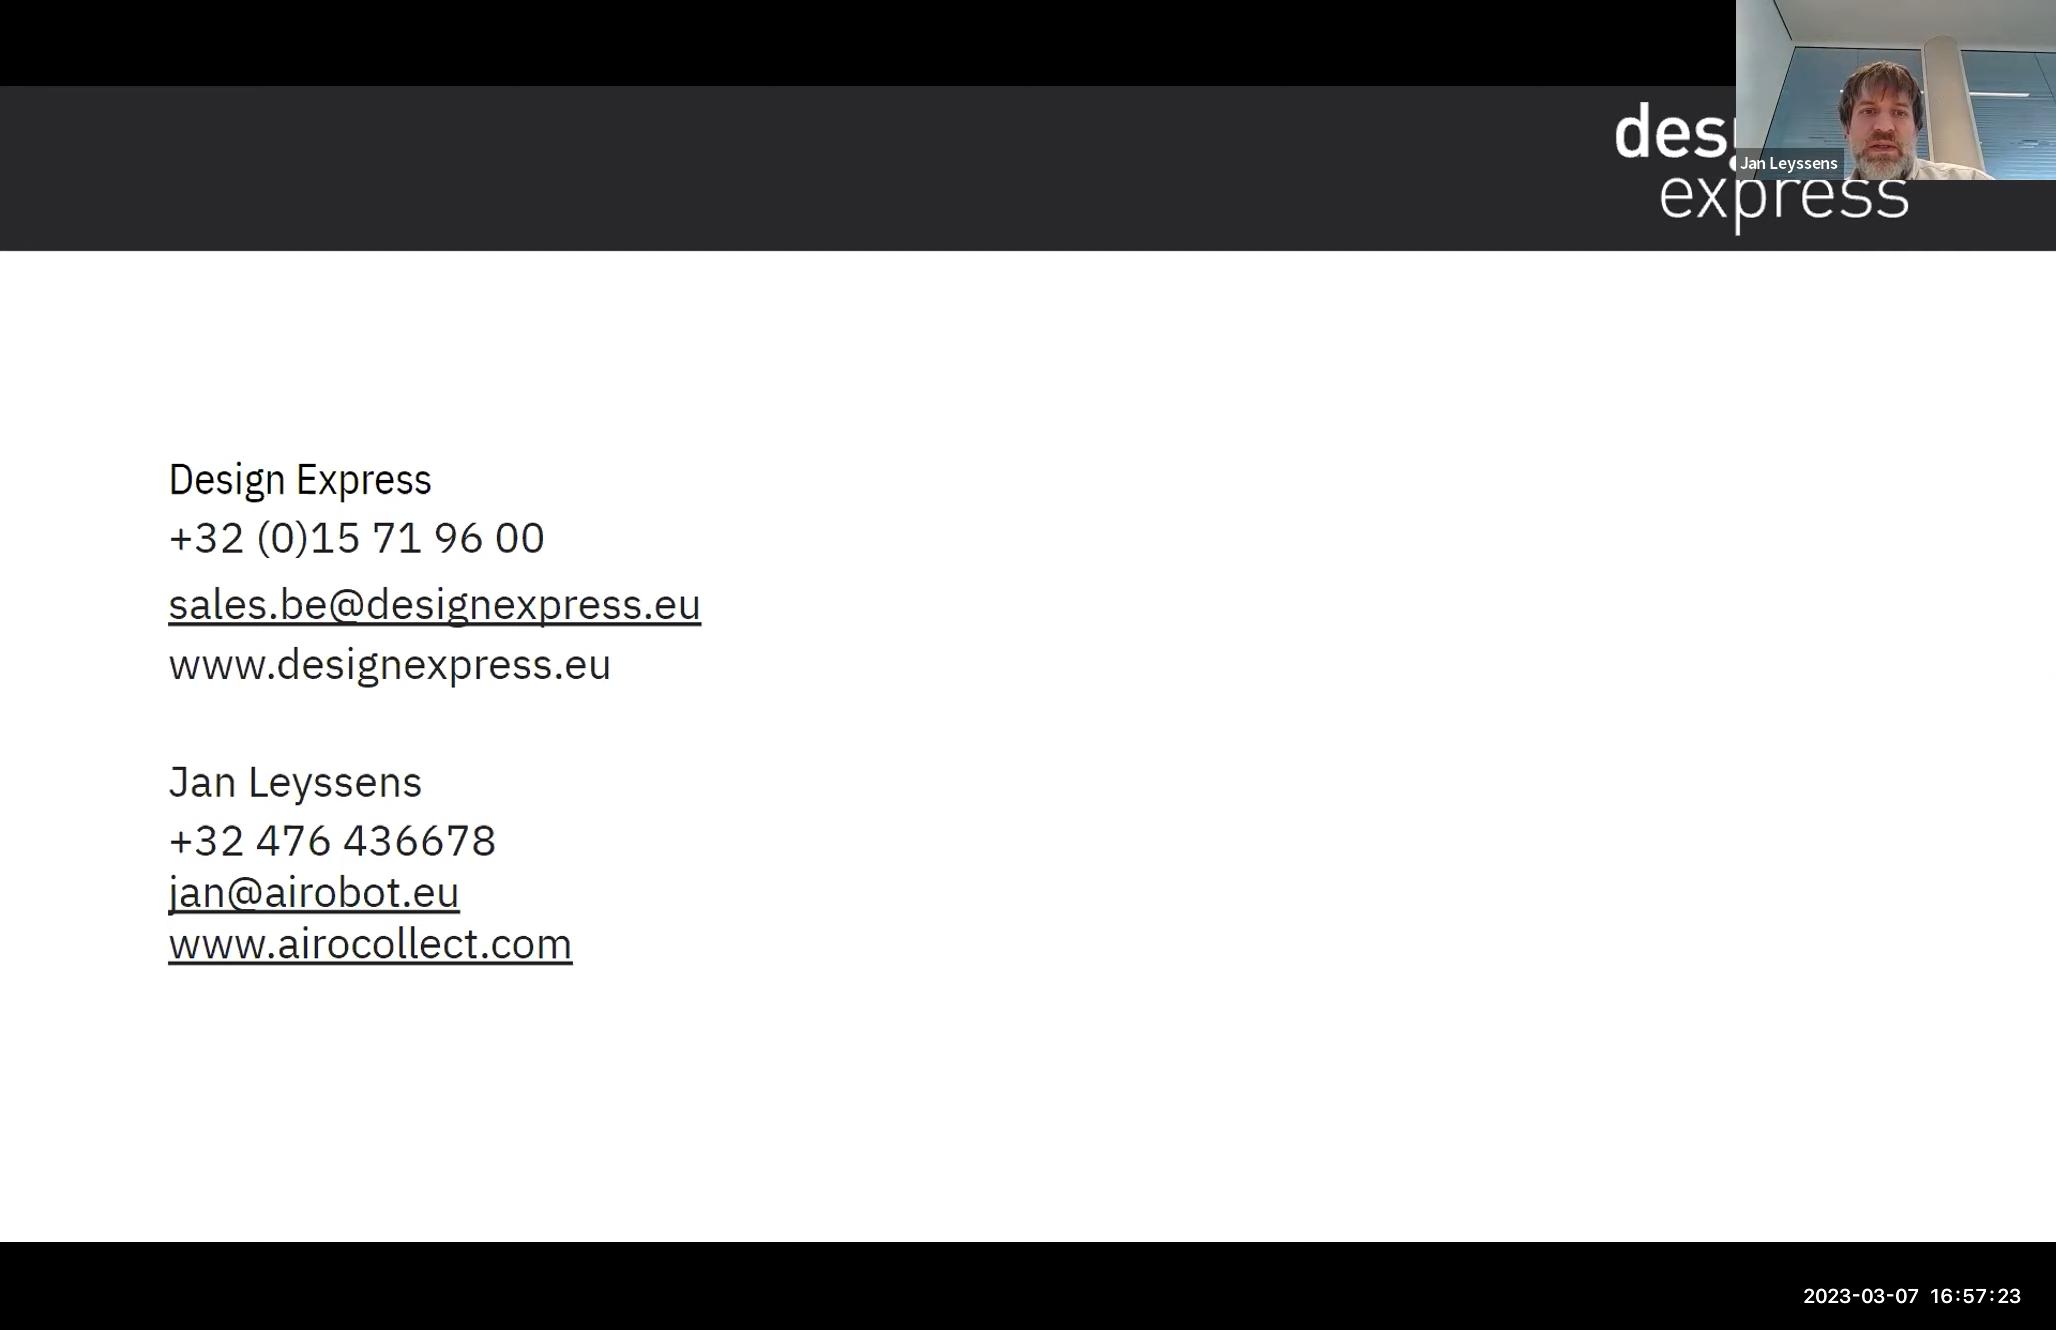 express
Jan Leyssens
Design Express
+32 (0)15 71 96 00
sales.be@designexpress.eu
www.designexpress.eu
Jan Leyssens
+32 476 436678
jan@airobot.eu
www.airocollect.com
2023-03-07 16:57:23